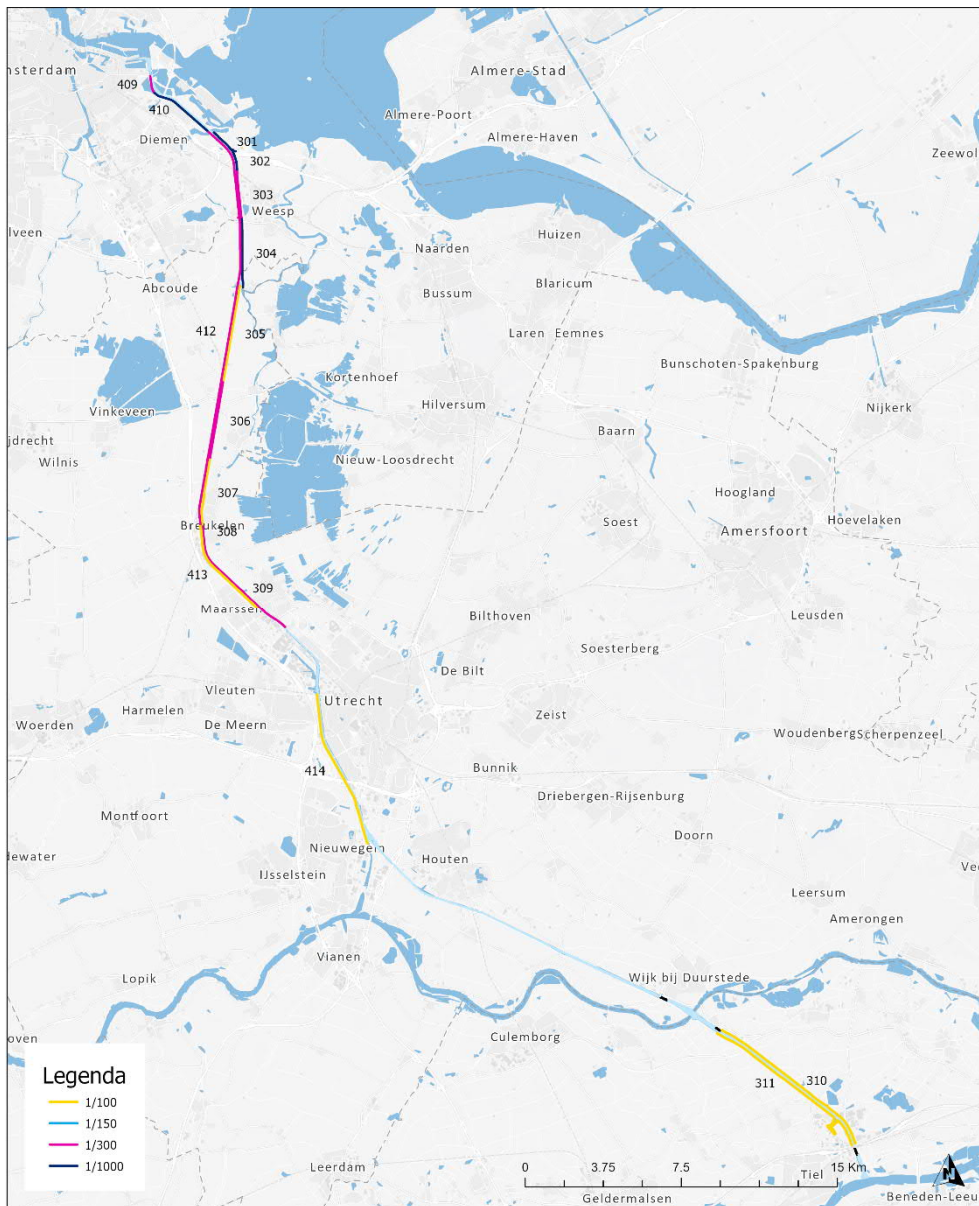 msterdam
Almere-Stad
409
410
Almere-Poort
Diemen
301
Almere-Haven
302
Zeewol
303
Weesp
lveen
Huizen
304
Naarden
Abcoude
Blaricum
Bussum
412
305
Laren Eemnes
Bunschoten-Spakenburg
Kortenhoef
Vinkeveen
Hilversum
Nijkerk
306
Baarn
ijdrecht
Wilnis
Nieuw-Loosdrecht
Hoogland
307
Breukelen
308
Soest
Amersfoort
Hoevelaken
413
309
Maarssen
Bilthoven
Leusden
Soesterberg
De Bilt
Vleuten
Utrecht
Harmelen
Zeist
Woerden
De Meern
Woudenberg
Scherpenzeel
414
Bunnik
Driebergen-Rijsenburg
Montfoort
Doorn
Nieuwegein
Houten
dewater
Vee
IJsselstein
Leersum
Amerongen
Vianen
Lopik
Wijk bij Duurstede
oven
Culemborg
Legenda
1/100
1/150
1/300
1/1000
311
310
Leerdam
0 3.75 7.5 15 Km
Tiel
Geldermalsen
Beneden-Leeu
N